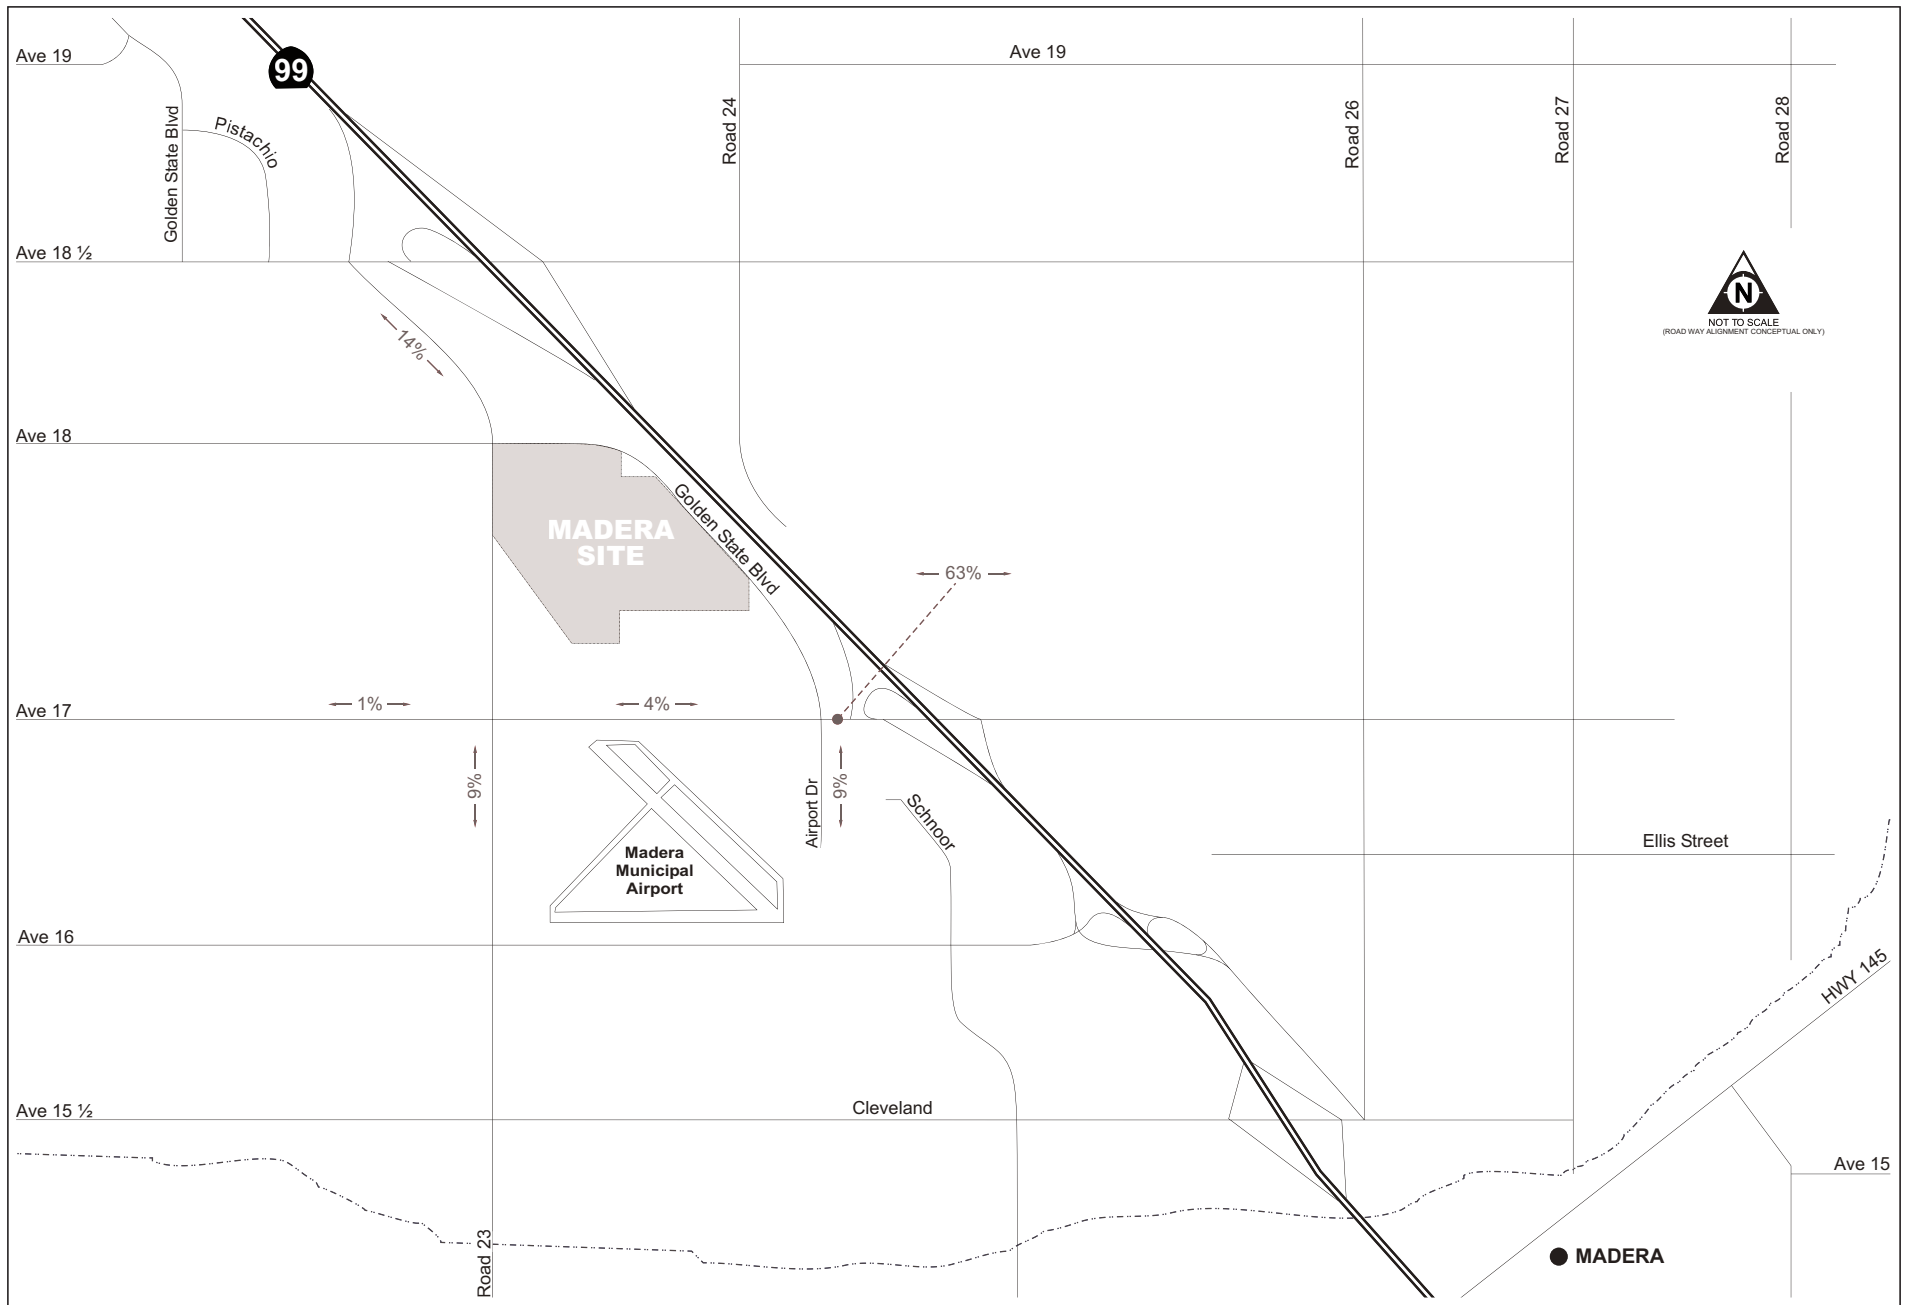 Ave 19
99
Ave 19
Golden State Blvd
Pistachio
Road 24
Road 26
Road 27
Road 28
Ave 18 ½
N
NOT TO SCALE
(ROAD WAY ALIGNMENT CONCEPTUAL ONLY)
14%
Ave 18
MADERA
SITE
Golden State Blvd
63%
Ave 17
1%
4%
9%
Airport Dr
9%
Schnoor
Madera
Municipal
Airport
Ellis Street
Ave 16
HWY 145
Ave 15 ½
Cleveland
Ave 15
Road 23
MADERA